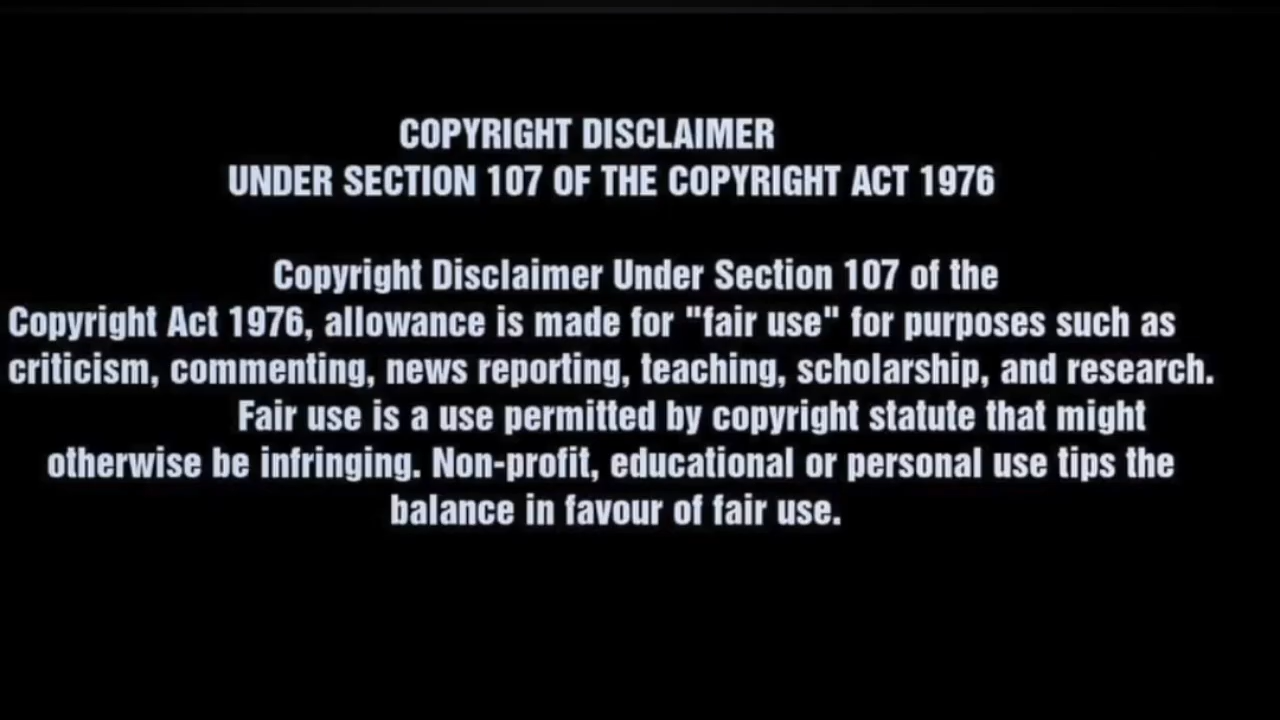 COPYRIGHT DISCLAIMER
UNDER SECTION 107 OF THE COPYRIGHT ACT 1976
Copyright Disclaimer Under Section 107 of the
Copyright Act 1976, allowance is made for "fair use" for purposes such as
criticism, commenting, news reporting, teaching, scholarship, and research.
Fair use is a use permitted by copyright statute that might
otherwise be infringing. Non-profit, educational or personal use tips the
balance in favour of fair use.